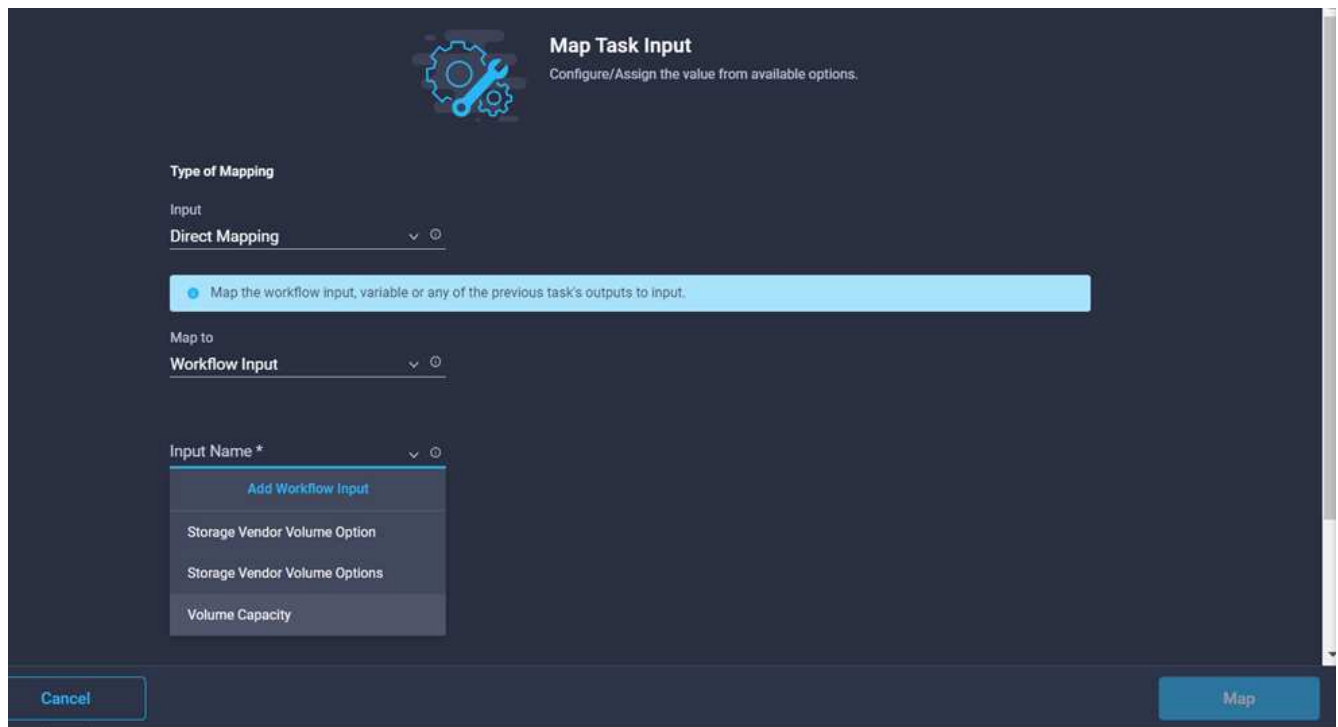 Map Task Input
Configure/Assign the value from available options.
Type of Mapping
Input
Direct Mapping
Map the workflow input, variable or any of the previous task's outputs to input.
Map to
Workflow Input
Input Name *
Add Workflow Input
Storage Vendor Volume Option
Storage Vendor Volume Options
Volume Capacity
Cancel
Map